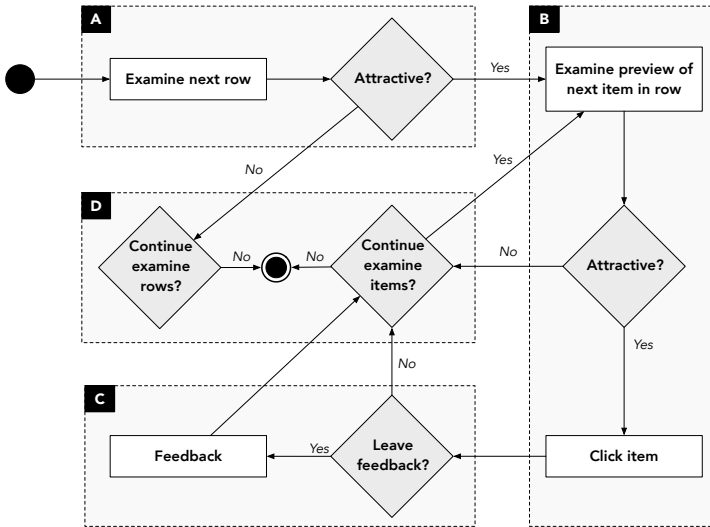 A
Examine next row
Attractive?
Yes
B
Examine preview of
next item in row
No
Yes
D
Continue
examine
rows?
No
No
Continue
examine
items?
No
Attractive?
Yes
No
C
Feedback
Yes
Leave
feedback?
Click item